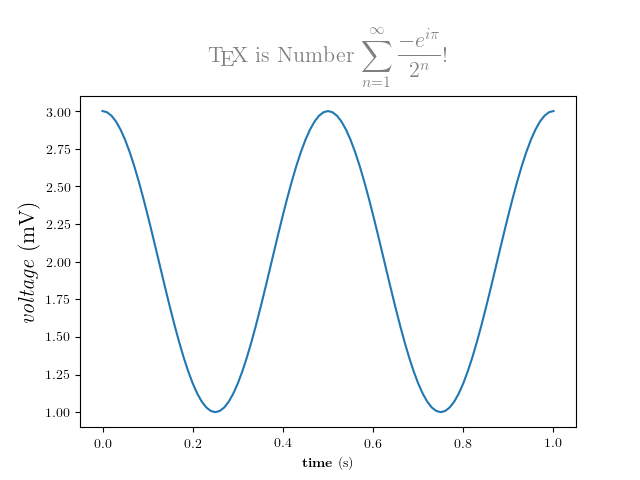 TEX is Number ∑_{n=1}^{∞} \frac{-e^{iπ}}{2^n}!
3.00
2.75
2.50
2.25
2.00
1.75
1.50
1.25
1.00
voltage (mV)
0.0 0.2 0.4 0.6 0.8 1.0
time (s)